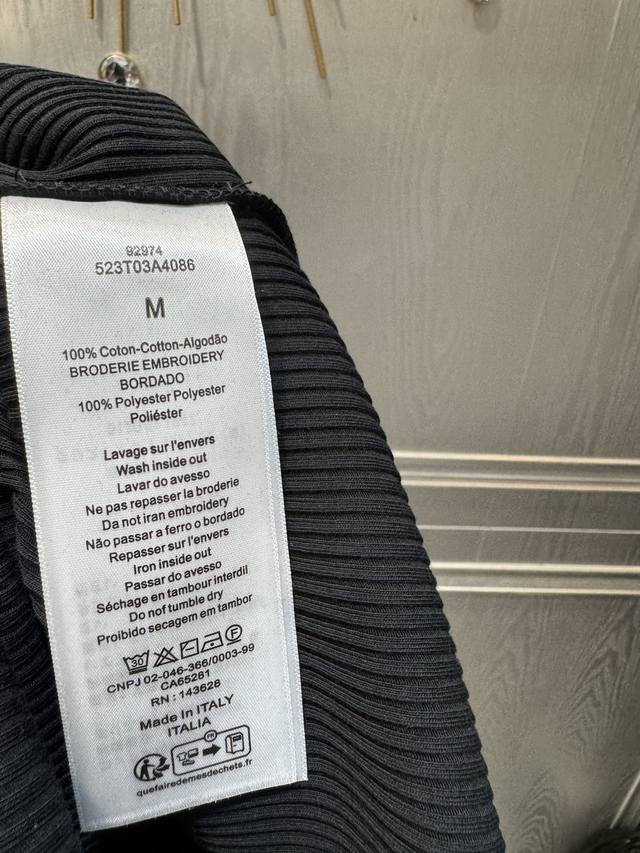 92974
523T03A4086
M
100% Coton-Cotton-Algodão
BRODERIE EMBROIDERY
BORDADO
100% Polyester Polyester
Poliéster
Lavage sur l'envers
Wash inside out
Lavar do avesso
Ne pas repasser la broderie
Da not iran embroidery
Não passar a ferro o bordado
Repasser sur l'envers
Iron inside out
Passar do avesso
Séchage en tambour interdil
Do nof tumble dry
Proibido secagem em tambor
30
CNPJ 02-046-366/0003-99
CA65281
RN : 143628
Made In ITALY
ITALIA
FR
quefairedemesdechets.fr